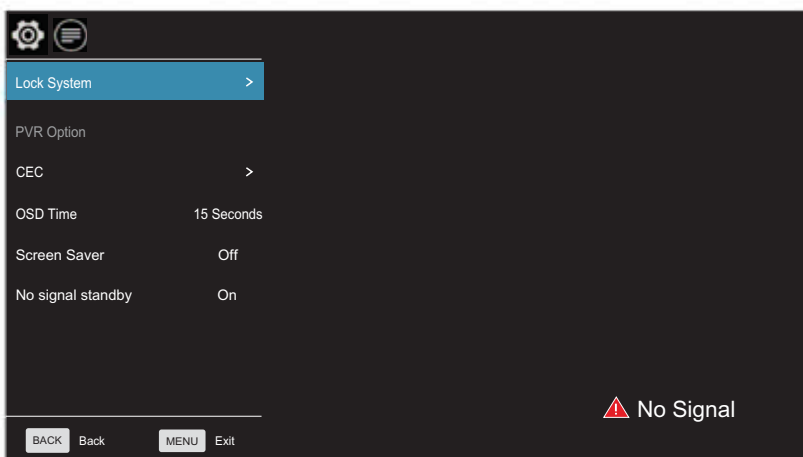 Lock System >
PVR Option
CEC >
OSD Time 15 Seconds
Screen Saver Off
No signal standby On
No Signal
BACK Back MENU Exit